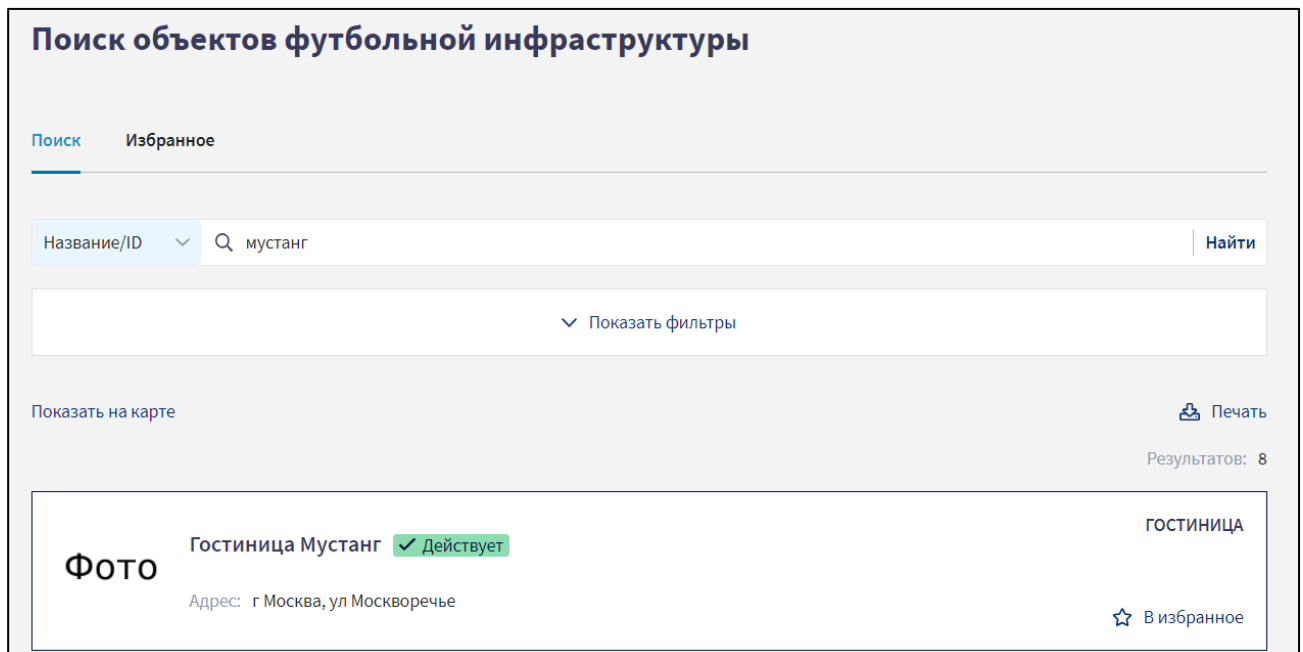 Поиск объектов футбольной инфраструктуры
Поиск Избранное
Название/ID мустанг Найти
Показать фильтры
Показать на карте Печать
Результатов: 8
ГОСТИНИЦА
Гостиница Мустанг Действует
Фото
Адрес: г Москва, ул Москворечье
В избранное